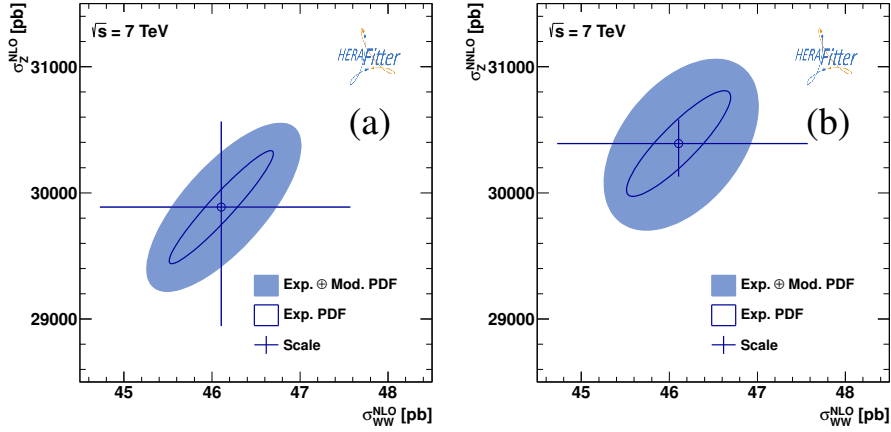 σ_Z^NLO [pb]
√s = 7 TeV
HERAFitter
31000
(a)
30000
Exp. ⊕ Mod. PDF
Exp. PDF
29000
Scale
45 46 47 48
σ_WW^NLO [pb]
σ_Z^NNLO [pb]
√s = 7 TeV
HERAFitter
31000
(b)
30000
Exp. ⊕ Mod. PDF
Exp. PDF
29000
Scale
45 46 47 48
σ_WW^NLO [pb]